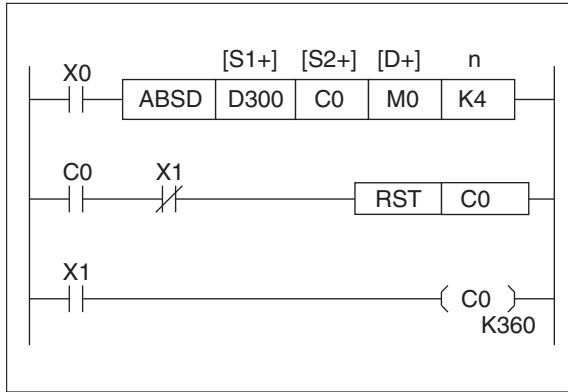 [S1+] [S2+] [D+] n
X0
ABSD D300 C0 M0 K4
C0 X1
RST C0
X1
C0
K360